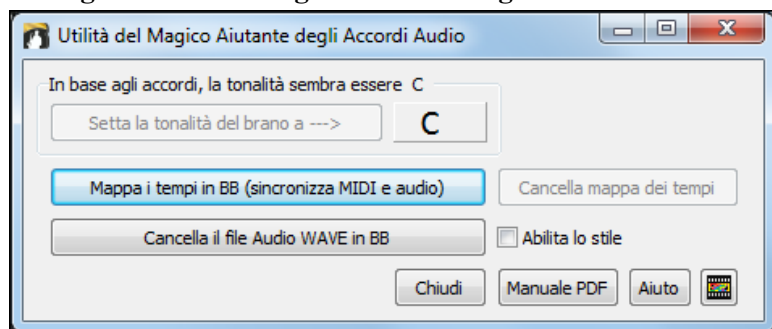 Utilità del Magico Aiutante degli Accordi Audio
In base agli accordi, la tonalità sembra essere C
Setta la tonalità del brano a ---> C
Mappa i tempi in BB (sincronizza MIDI e audio) Cancella mappa dei tempi
Cancella il file Audio WAVE in BB Abilita lo stile
Chiudi Manuale PDF Aiuto